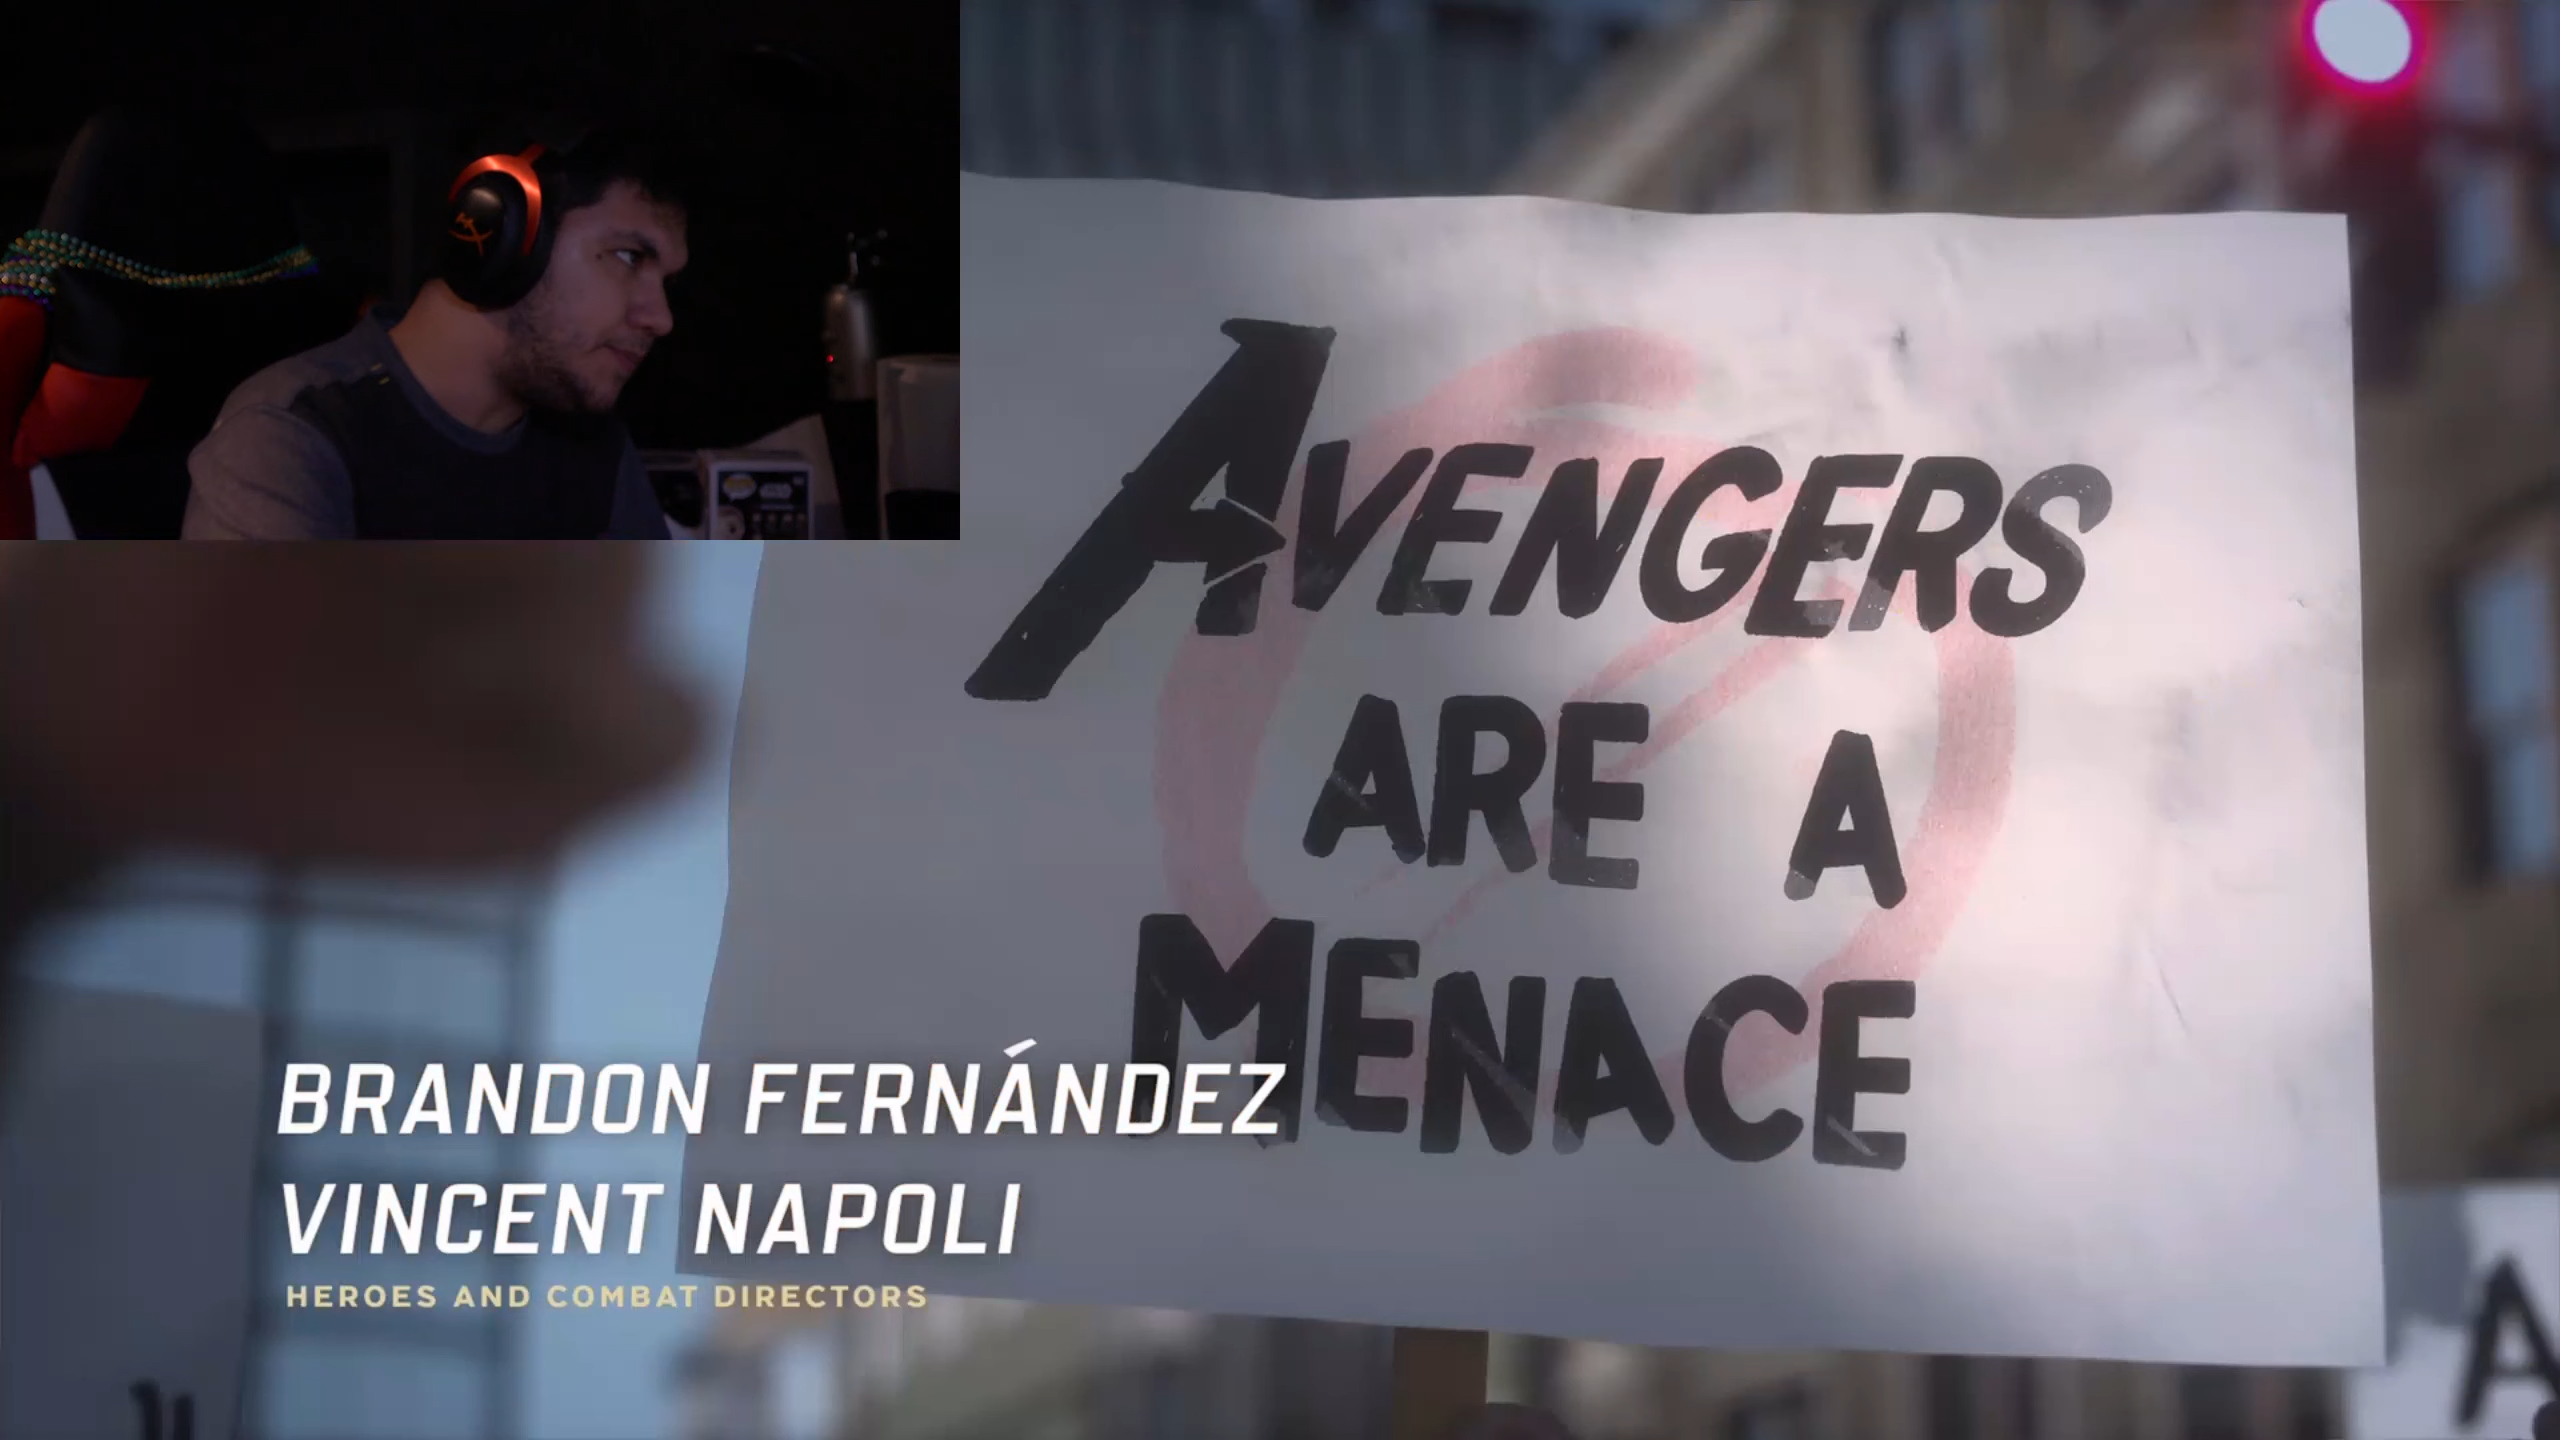 AVENGERS
ARE A
MENACE
BRANDON FERNÁNDEZ
VINCENT NAPOLI
HEROES AND COMBAT DIRECTORS
A